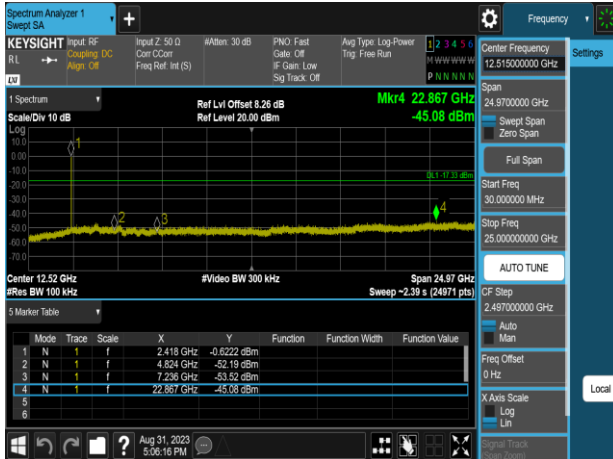 Spectrum Analyzer 1
Swept SA
+
Frequency
KEYSIGHT
RL
LXI
Input: RF
Coupling: DC
Align: Off
Input Z: 50 Ω
Corr CCorr
Freq Ref: Int (S)
#Atten: 30 dB
PNO: Fast
Gate: Off
IF Gain: Low
Sig Track: Off
Avg Type: Log-Power
Trig: Free Run
1 2 3 4 5 6
M W W W W W
P N N N N N
1 Spectrum
Scale/Div 10 dB
Ref Lvl Offset 8.26 dB
Ref Level 20.00 dBm
Mkr4 22.867 GHz
-45.08 dBm
Log
10.0
0.00
-10.0
-20.0
-30.0
-40.0
-50.0
-60.0
-70.0
1
2
3
4
DL1 -17.33 dBm
Center 12.52 GHz
#Res BW 100 kHz
#Video BW 300 kHz
Span 24.97 GHz
Sweep ~2.39 s (24971 pts)
5 Marker Table
Mode Trace Scale X Y Function Function Width Function Value
1 N 1 f 2.418 GHz -0.6222 dBm
2 N 1 f 4.824 GHz -52.19 dBm
3 N 1 f 7.236 GHz -53.52 dBm
4 N 1 f 22.867 GHz -45.08 dBm
5
6
?
Aug 31, 2023
5:06:16 PM
Center Frequency
12.515000000 GHz
Span
24.9700000 GHz
Swept Span
Zero Span
Full Span
Start Freq
30.000000 MHz
Stop Freq
25.000000000 GHz
AUTO TUNE
CF Step
2.497000000 GHz
Auto
Man
Freq Offset
0 Hz
X Axis Scale
Log
Lin
Signal Track
(Span Zoom)
Settings
Local